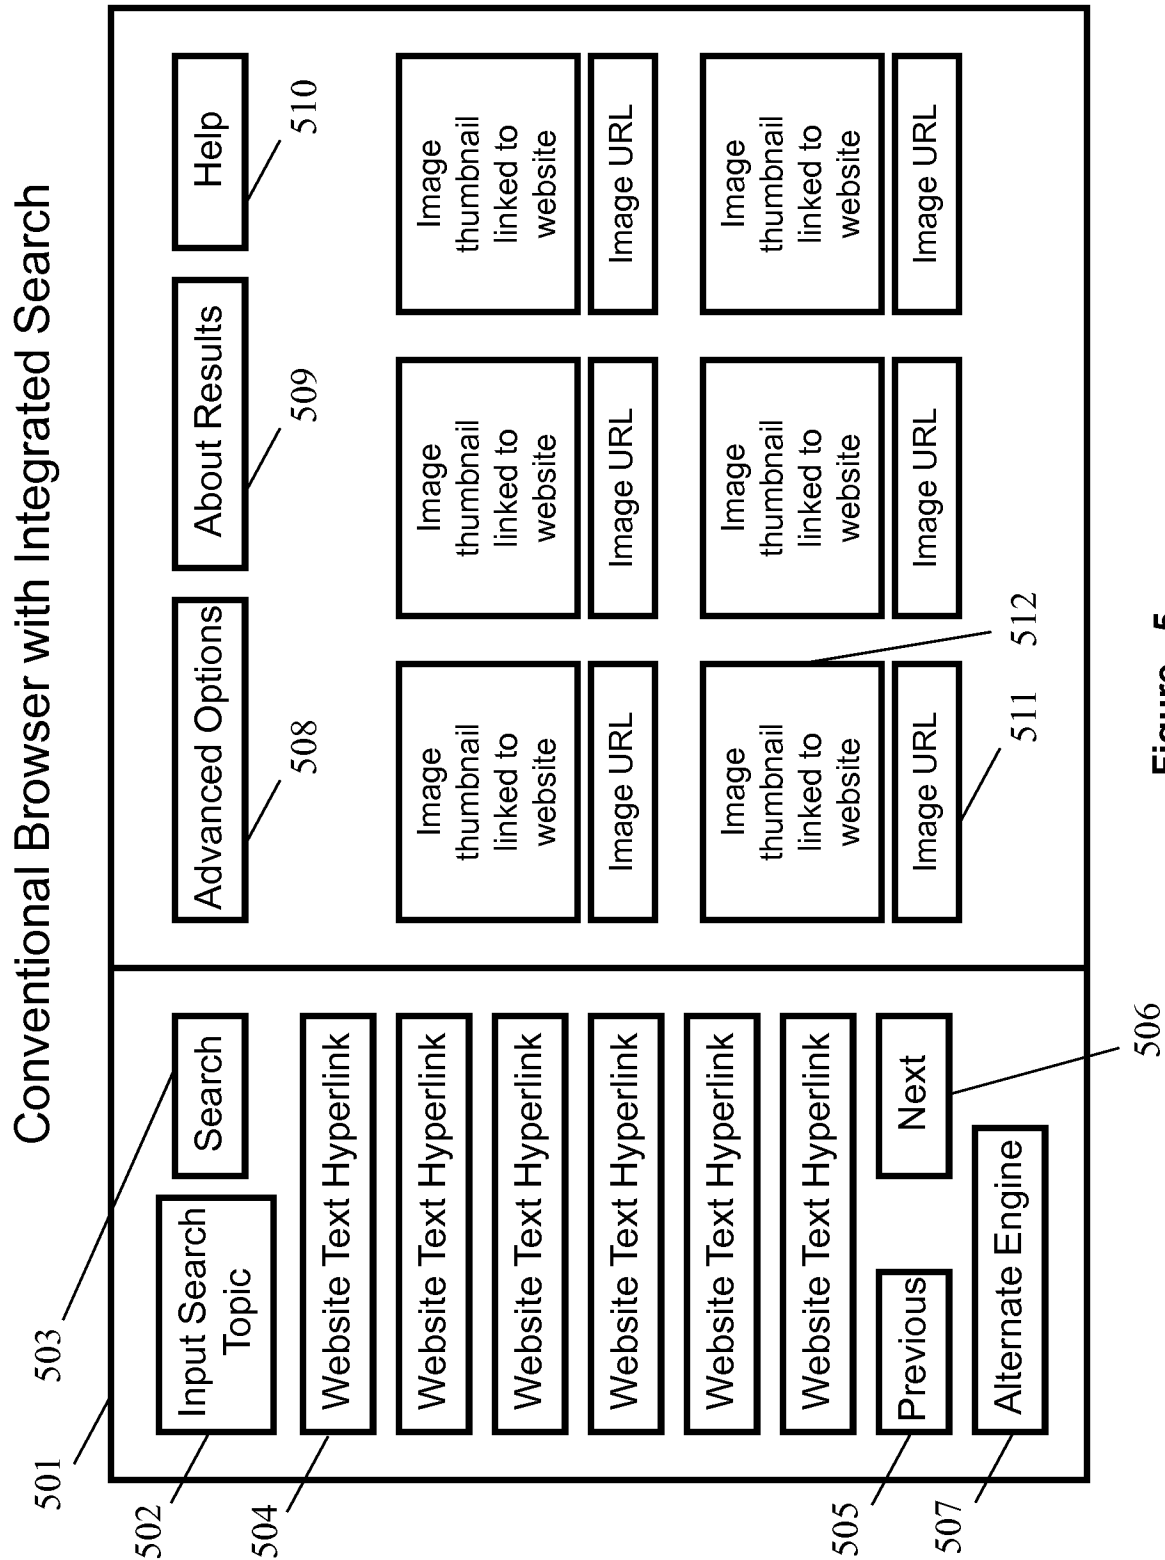 Conventional Browser with Integrated Search
501
503
502
Input Search
Topic
Search
504
Website Text Hyperlink
Website Text Hyperlink
Website Text Hyperlink
Website Text Hyperlink
Website Text Hyperlink
Website Text Hyperlink
505
Previous
Next
506
507
Alternate Engine
Advanced Options
508
About Results
509
Help
510
Image
thumbnail
linked to
website
Image URL
Image
thumbnail
linked to
website
Image URL
Image
thumbnail
linked to
website
Image URL
Image
thumbnail
linked to
website
Image URL
Image
thumbnail
linked to
website
Image URL
Image
thumbnail
linked to
website
Image URL
511
512
Figure 5